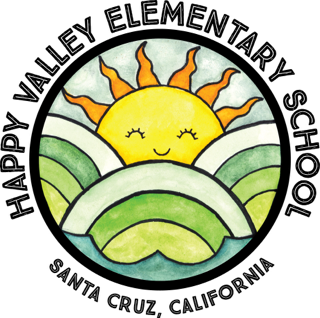 HAPPY VALLEY ELEMENTARY SCHOOL
SANTA CRUZ, CALIFORNIA